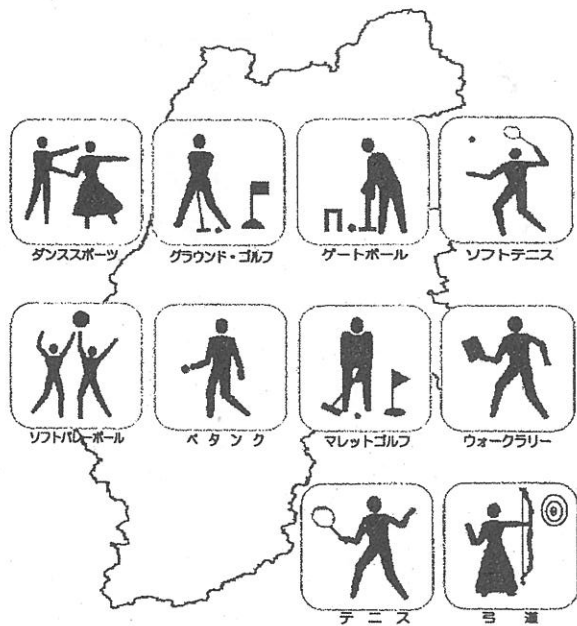 ダンススポーツ
グラウンド・ゴルフ
ゲートボール
ソフトテニス
ソフトバレーボール
ペタンク
マレットゴルフ
ウォークラリー
テニス
弓道